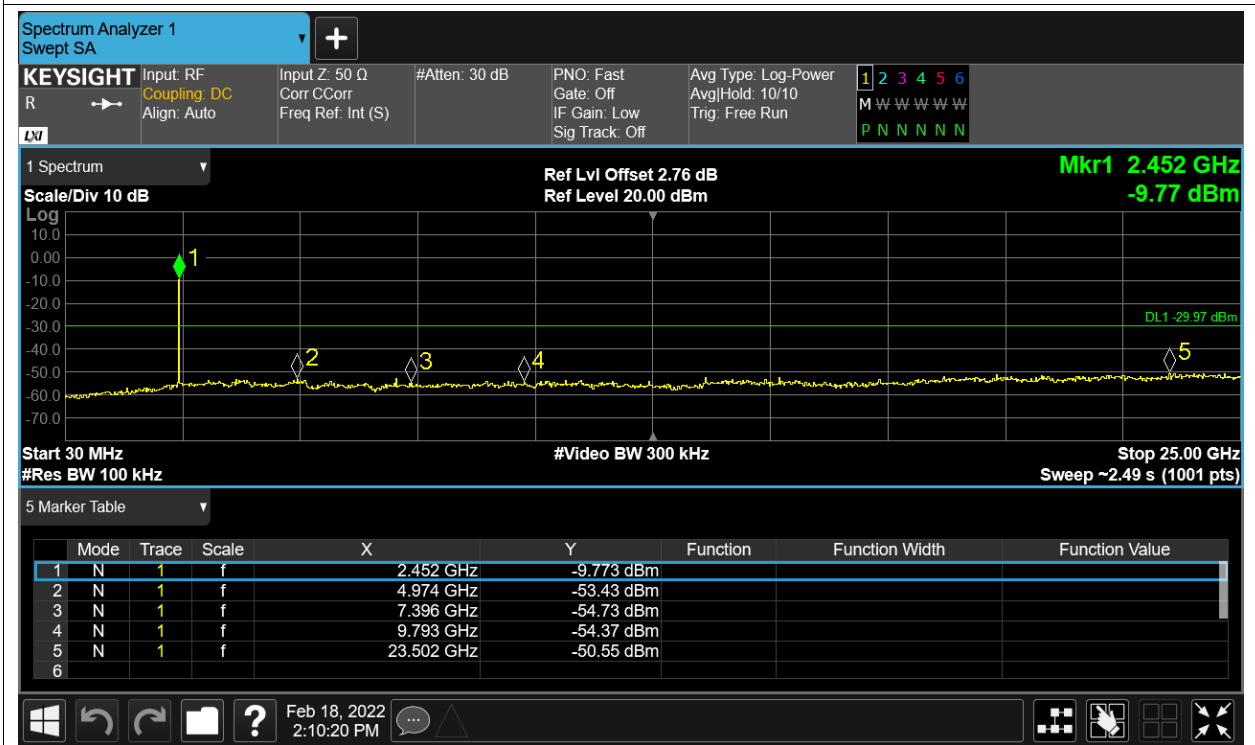 Spectrum Analyzer 1
Swept SA
KEYSIGHT
R
LXI
Input: RF
Coupling: DC
Align: Auto
Input Z: 50 Ω
Corr CCorr
Freq Ref: Int (S)
#Atten: 30 dB
PNO: Fast
Gate: Off
IF Gain: Low
Sig Track: Off
Avg Type: Log-Power
Avg|Hold: 10/10
Trig: Free Run
1 2 3 4 5 6
M W W W W W
P N N N N N
1 Spectrum
Scale/Div 10 dB
Ref Lvl Offset 2.76 dB
Ref Level 20.00 dBm
Mkr1 2.452 GHz
-9.77 dBm
Log
10.0
0.00
-10.0
-20.0
-30.0
-40.0
-50.0
-60.0
-70.0
1
2
3
4
5
DL1 -29.97 dBm
Start 30 MHz
#Res BW 100 kHz
#Video BW 300 kHz
Stop 25.00 GHz
Sweep ~2.49 s (1001 pts)
5 Marker Table
Mode Trace Scale X Y Function Function Width Function Value
1 N 1 f 2.452 GHz -9.773 dBm
2 N 1 f 4.974 GHz -53.43 dBm
3 N 1 f 7.396 GHz -54.73 dBm
4 N 1 f 9.793 GHz -54.37 dBm
5 N 1 f 23.502 GHz -50.55 dBm
6
?
Feb 18, 2022
2:10:20 PM